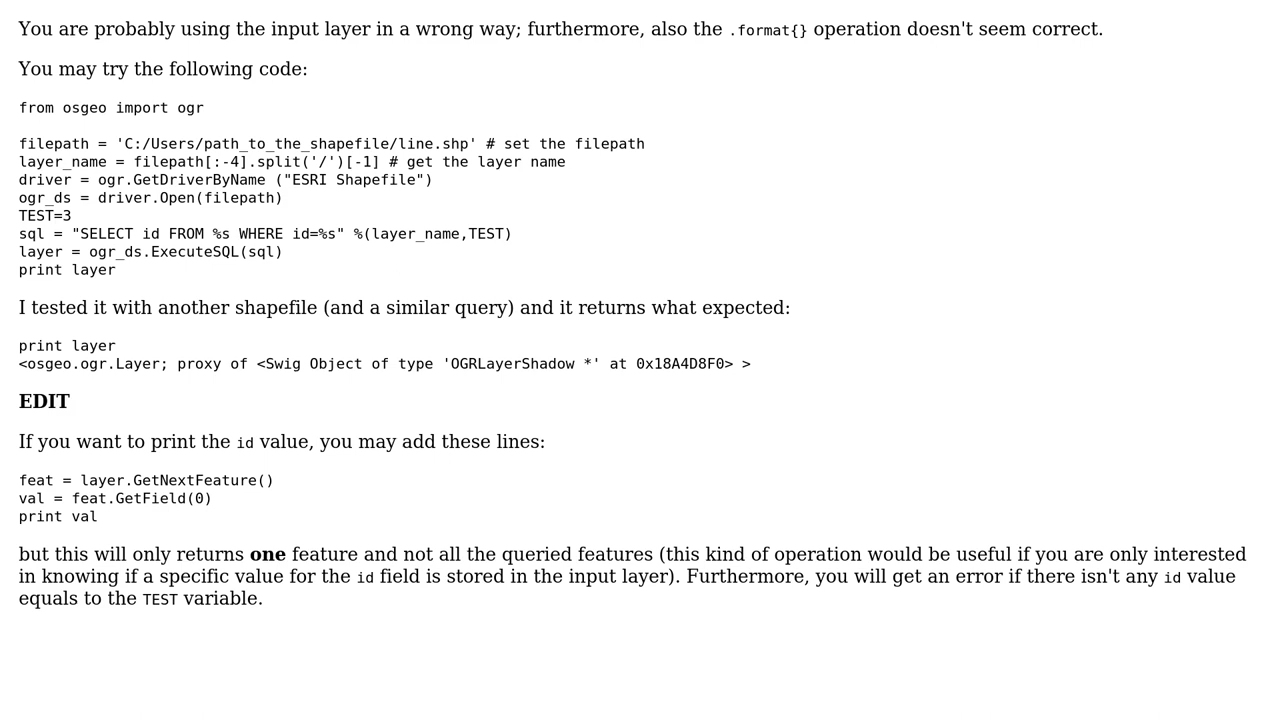 You are probably using the input layer in a wrong way; furthermore, also the .format{} operation doesn't seem correct.
You may try the following code:
from osgeo import ogr
filepath = 'C:/Users/path_to_the_shapefile/line.shp' # set the filepath
layer_name = filepath[:-4].split('/')[-1] # get the layer name
driver = ogr.GetDriverByName ("ESRI Shapefile")
ogr_ds = driver.Open(filepath)
TEST=3
sql = "SELECT id FROM %s WHERE id=%s" %(layer_name,TEST)
layer = ogr_ds.ExecuteSQL(sql)
print layer
I tested it with another shapefile (and a similar query) and it returns what expected:
print layer
<osgeo.ogr.Layer; proxy of <Swig Object of type 'OGRLayerShadow *' at 0x18A4D8F0> >
EDIT
If you want to print the id value, you may add these lines:
feat = layer.GetNextFeature()
val = feat.GetField(0)
print val
but this will only returns one feature and not all the queried features (this kind of operation would be useful if you are only interested
in knowing if a specific value for the id field is stored in the input layer). Furthermore, you will get an error if there isn't any id value
equals to the TEST variable.